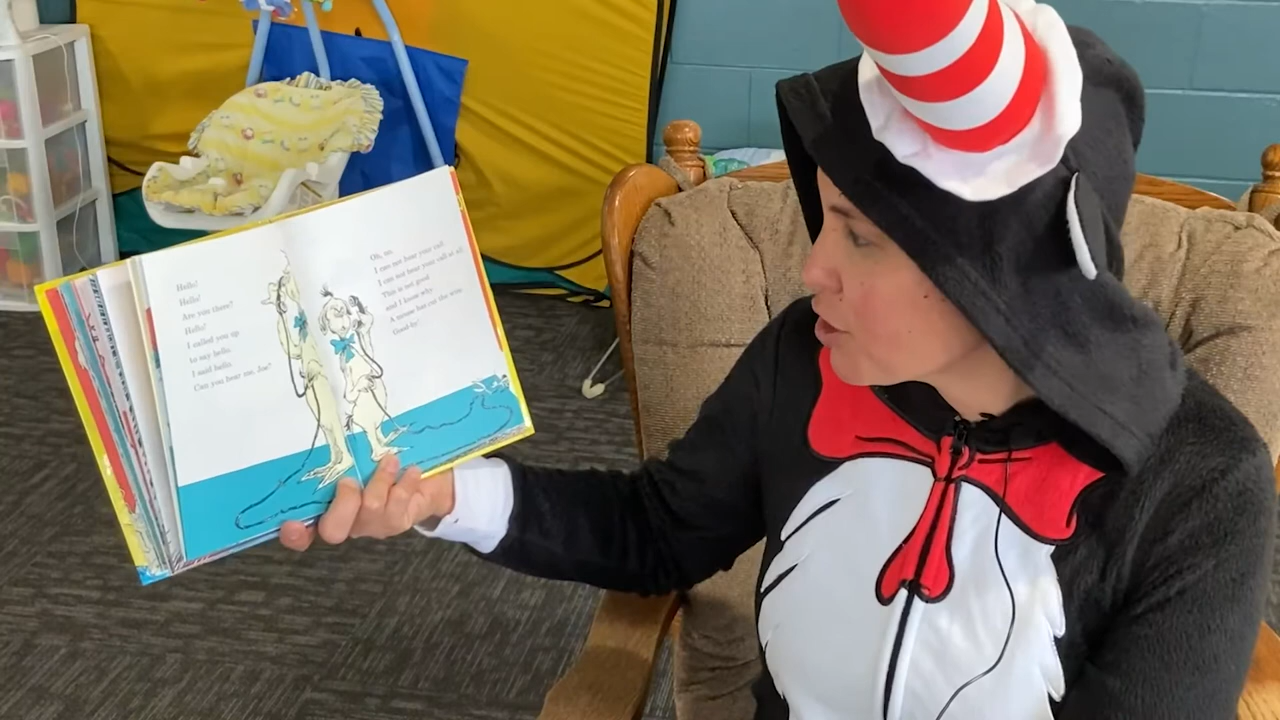 Hello!
Hello!
Are you there?
Hello!
I called you up
to say hello.
I said hello.
Can you hear me, Joe?
Oh, no.
I can not hear your call.
I can not hear your call at all.
This is not good
and I know why.
A mouse has cut the wire.
Good-by!